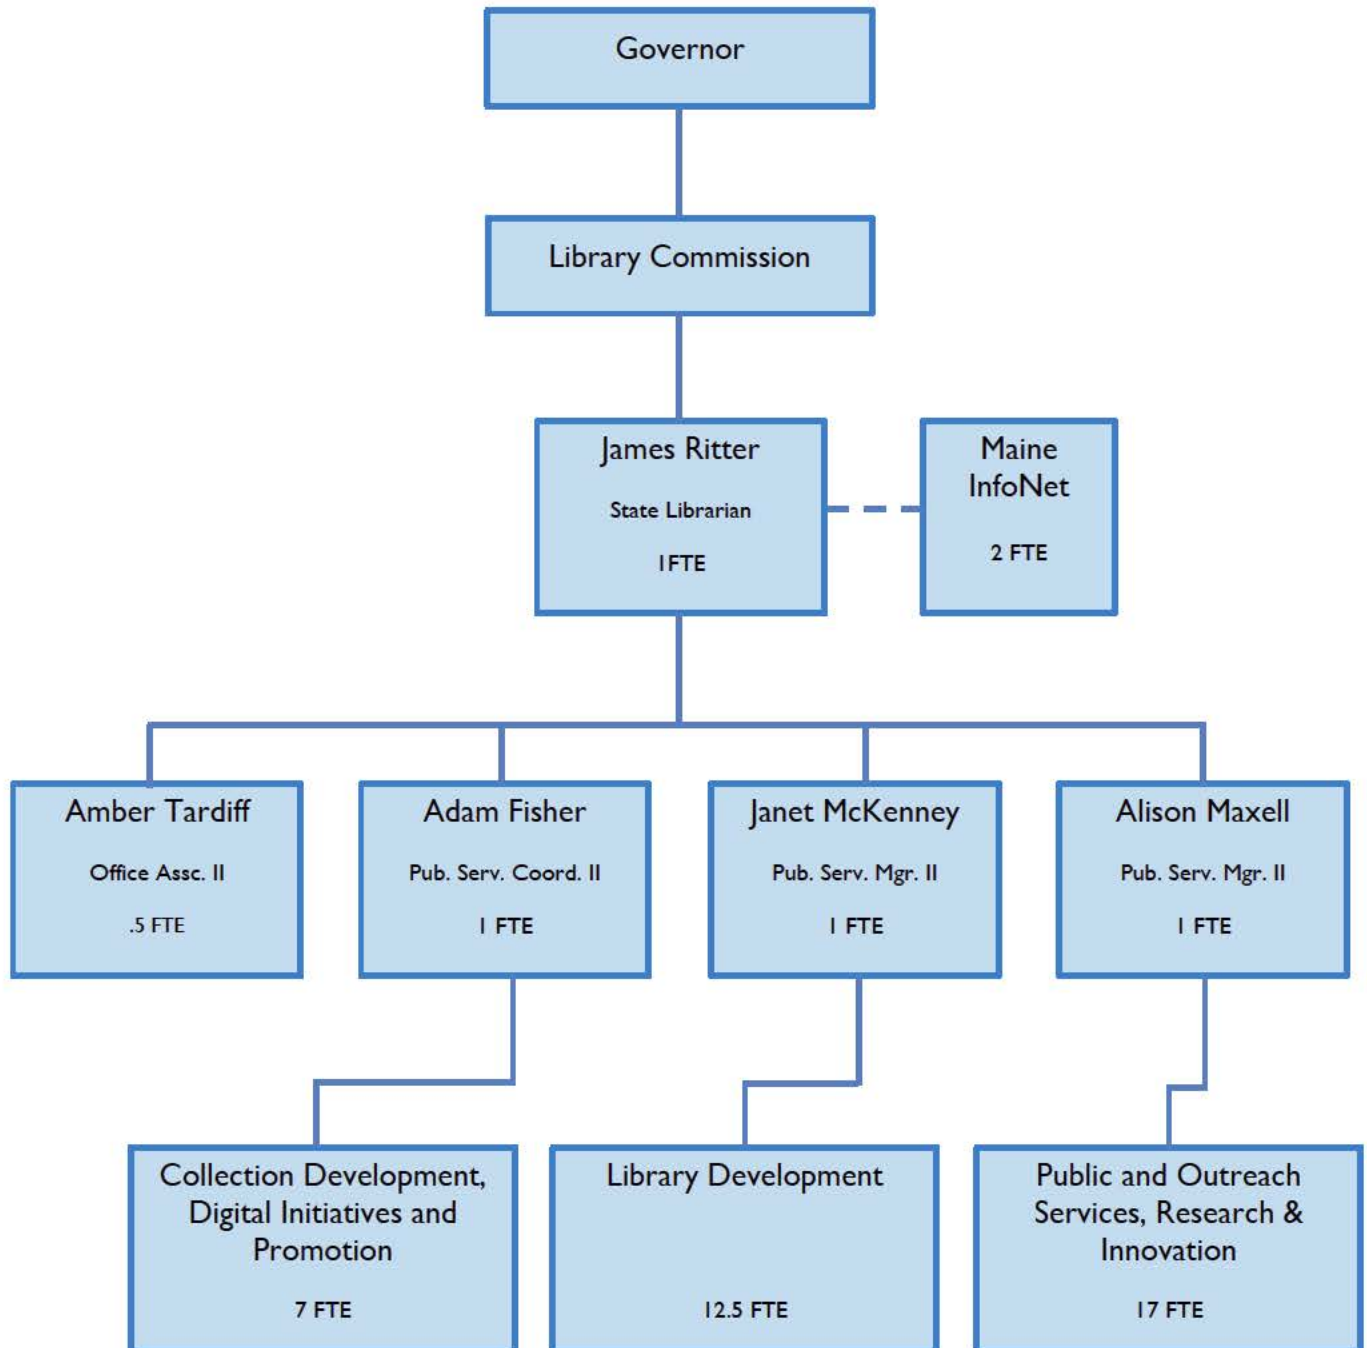 Governor
Library Commission
James Ritter
State Librarian
1FTE
Maine
InfoNet
2 FTE
Amber Tardiff
Office Assc. II
.5 FTE
Adam Fisher
Pub. Serv. Coord. II
1 FTE
Janet McKenney
Pub. Serv. Mgr. II
1 FTE
Alison Maxell
Pub. Serv. Mgr. II
1 FTE
Collection Development,
Digital Initiatives and
Promotion
7 FTE
Library Development
12.5 FTE
Public and Outreach
Services, Research &
Innovation
17 FTE